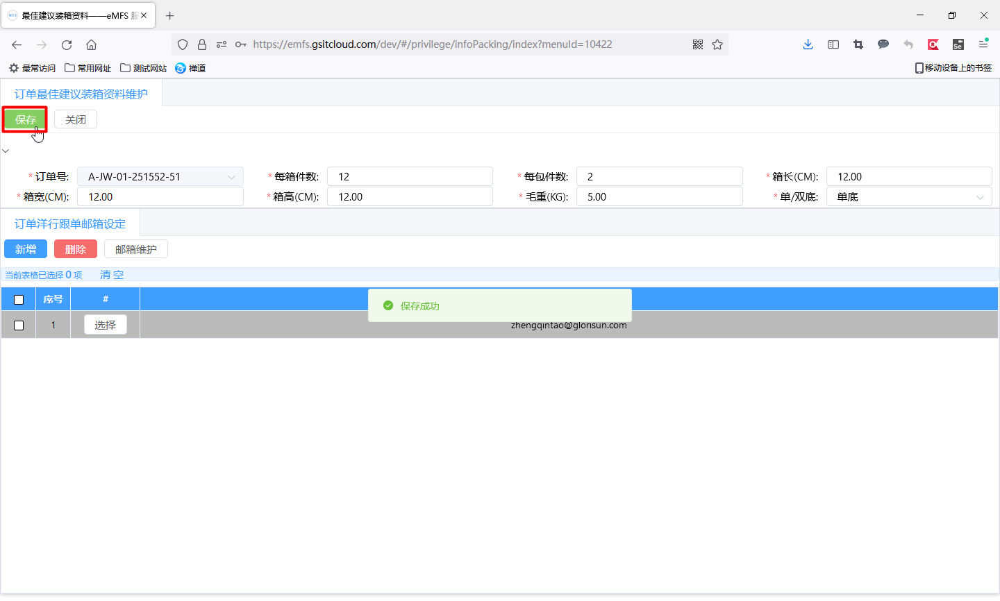 MFS 最佳建议装箱资料——eMFS 服
https://emfs.gsitcloud.com/dev/#/privilege/infoPacking/index?menuId=10422
最常访问 常用网址 测试网站 禅道 移动设备上的书签
订单最佳建议装箱资料维护
保存 关闭
* 订单号: A-JW-01-251552-51 * 每箱件数: 12 * 每包件数: 2 * 箱长(CM): 12.00
* 箱宽(CM): 12.00 * 箱高(CM): 12.00 * 毛重(KG): 5.00 * 单/双底: 单底
订单洋行跟单邮箱设定
新增 删除 邮箱维护
当前表格已选择 0 项 清 空
序号 #
保存成功
1 选择 zhengqintao@glorisun.com
Se